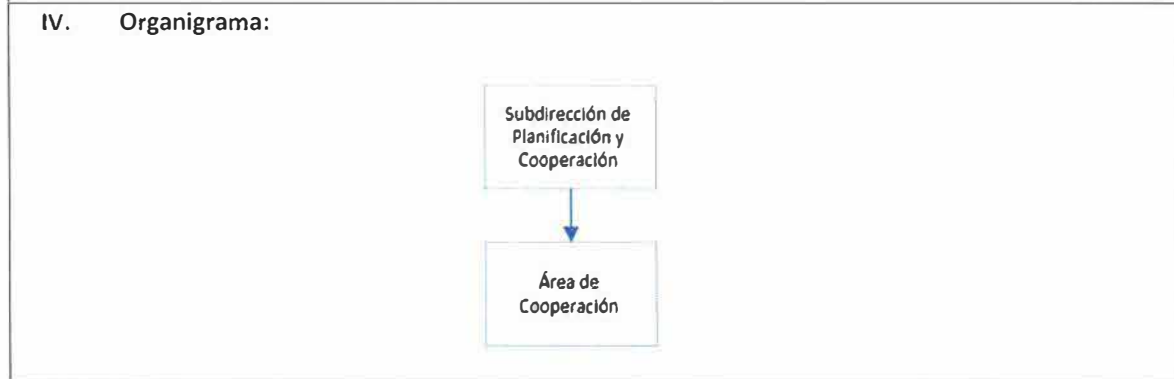 IV. Organigrama:
Subdirección de
Planificación y
Cooperación
Área de
Cooperación